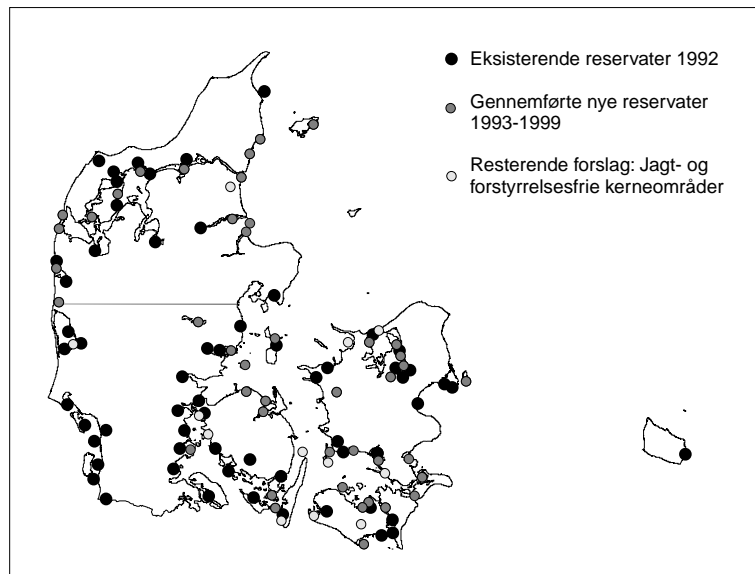 Eksisterende reservater 1992
Gennemførte nye reservater
1993-1999
Resterende forslag: Jagt- og
forstyrrelsesfrie kerneområder